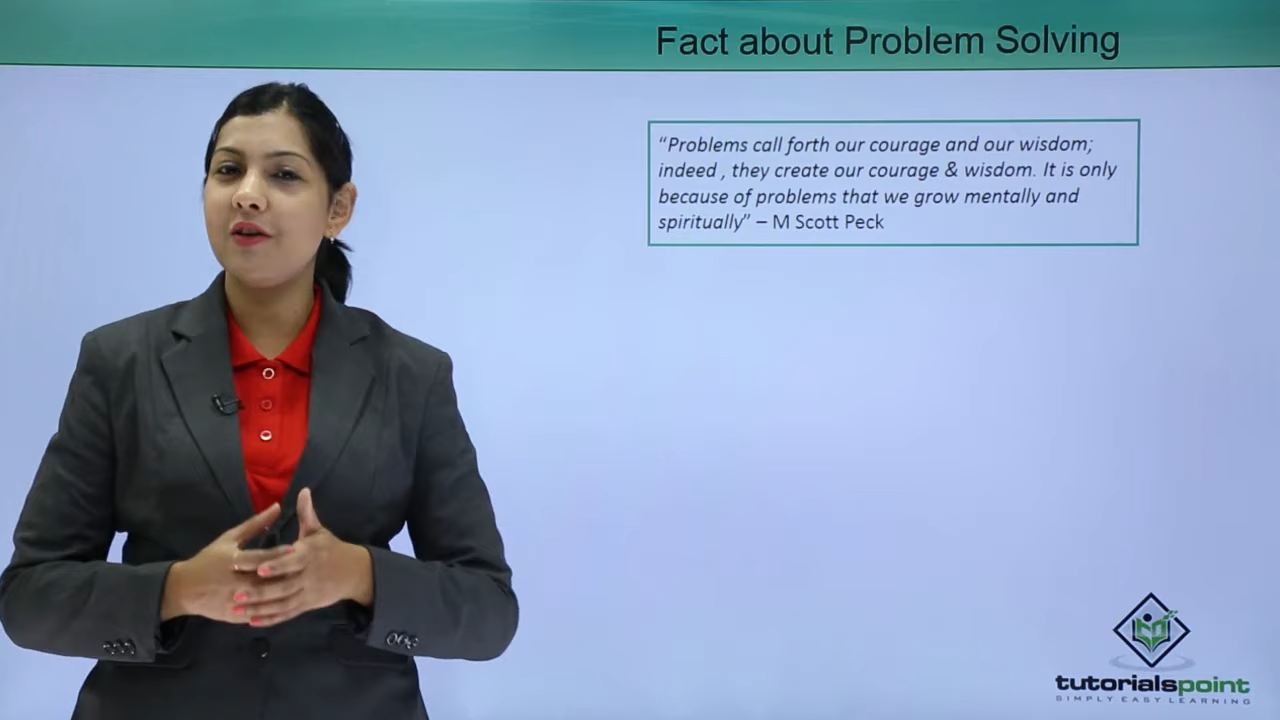 Fact about Problem Solving
“Problems call forth our courage and our wisdom;
indeed , they create our courage & wisdom. It is only
because of problems that we grow mentally and
spiritually” – M Scott Peck
tutorialspoint
SIMPLY EASY LEARNING